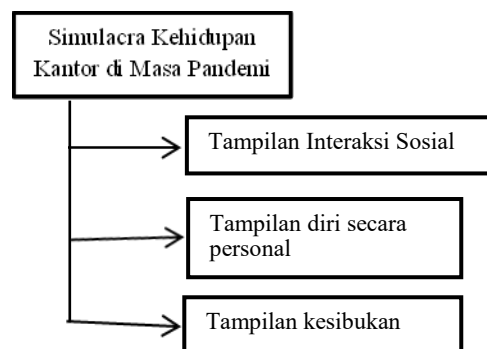 Simulacra Kehidupan
Kantor di Masa Pandemi
Tampilan Interaksi Sosial
Tampilan diri secara
personal
Tampilan kesibukan